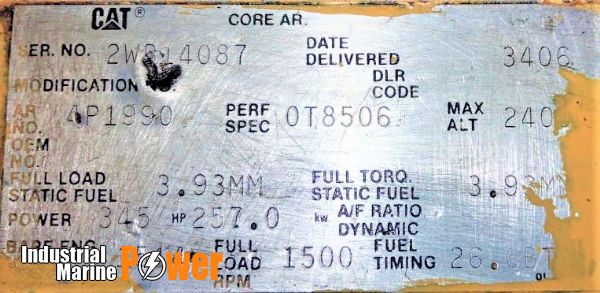 CAT® CORE AR.
SER. NO. 4087 DATE DELIVERED 3406
MODIFICATION DLR CODE
AR NO. 4P1990 PERF SPEC 0T8506 MAX ALT 240
OEM NO.
FULL LOAD STATIC FUEL 3.93MM FULL TORQ. STATIC FUEL
POWER 345 HP 257.0 kw A/F RATIO DYNAMIC
FULL LOAD RPM 1500 FUEL TIMING
Industrial Marine Power